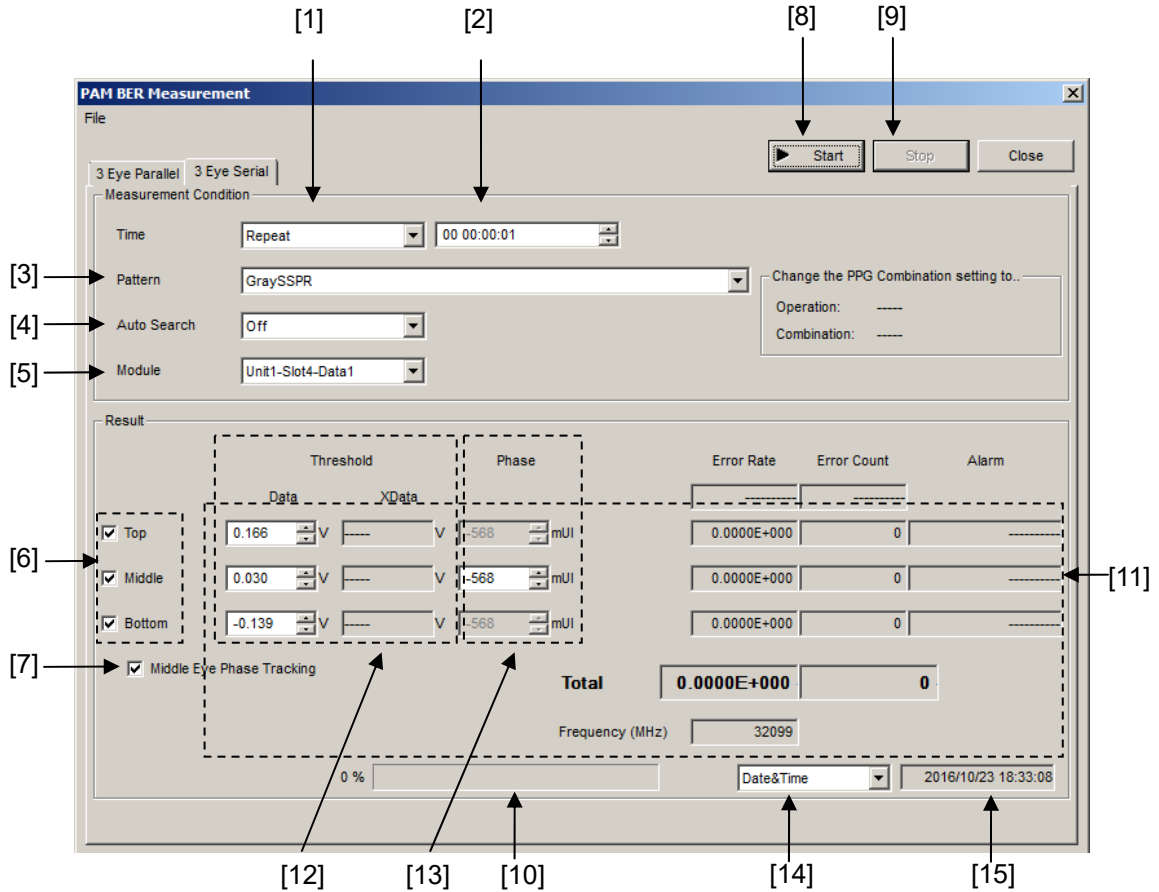 [1] [2] [8] [9]
PAM BER Measurement
File
Start Stop Close
3 Eye Parallel 3 Eye Serial
Measurement Condition
Time Repeat 00 00:00:01
[3] Pattern GraySSPR Change the PPG Combination setting to..
Operation: -----
[4] Auto Search Off
Combination: -----
[5] Module Unit1-Slot4-Data1
Result
Threshold Phase Error Rate Error Count Alarm
Data XData
---------- ----------
Top 0.166 V ----- V -568 mUI 0.0000E+000 0 ----------
[6] Middle 0.030 V ----- V -568 mUI 0.0000E+000 0 ---------- [11]
Bottom -0.139 V ----- V -568 mUI 0.0000E+000 0 ----------
[7] Middle Eye Phase Tracking
Total 0.0000E+000 0
Frequency (MHz) 32099
0 % Date&Time 2016/10/23 18:33:08
[12] [13] [10] [14] [15]